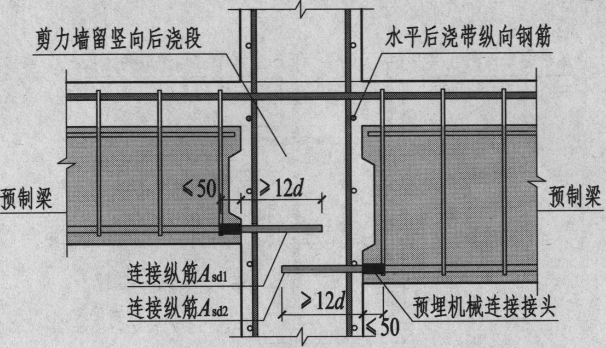 剪力墙留竖向后浇段
水平后浇带纵向钢筋
≤50
≥12d
预制梁
预制梁
连接纵筋Asd1
连接纵筋Asd2
≥12d
≤50
预埋机械连接接头